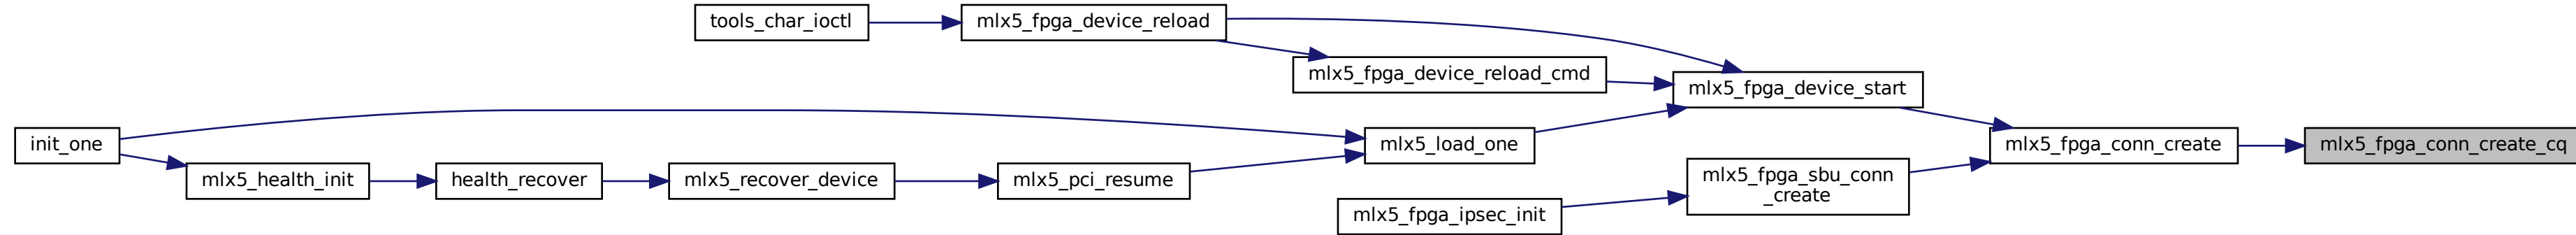 tools_char_ioctl
mlx5_fpga_device_reload
mlx5_fpga_device_reload_cmd
mlx5_fpga_device_start
init_one
mlx5_load_one
mlx5_fpga_conn_create
mlx5_fpga_conn_create_cq
mlx5_health_init
health_recover
mlx5_recover_device
mlx5_pci_resume
mlx5_fpga_sbu_conn
_create
mlx5_fpga_ipsec_init